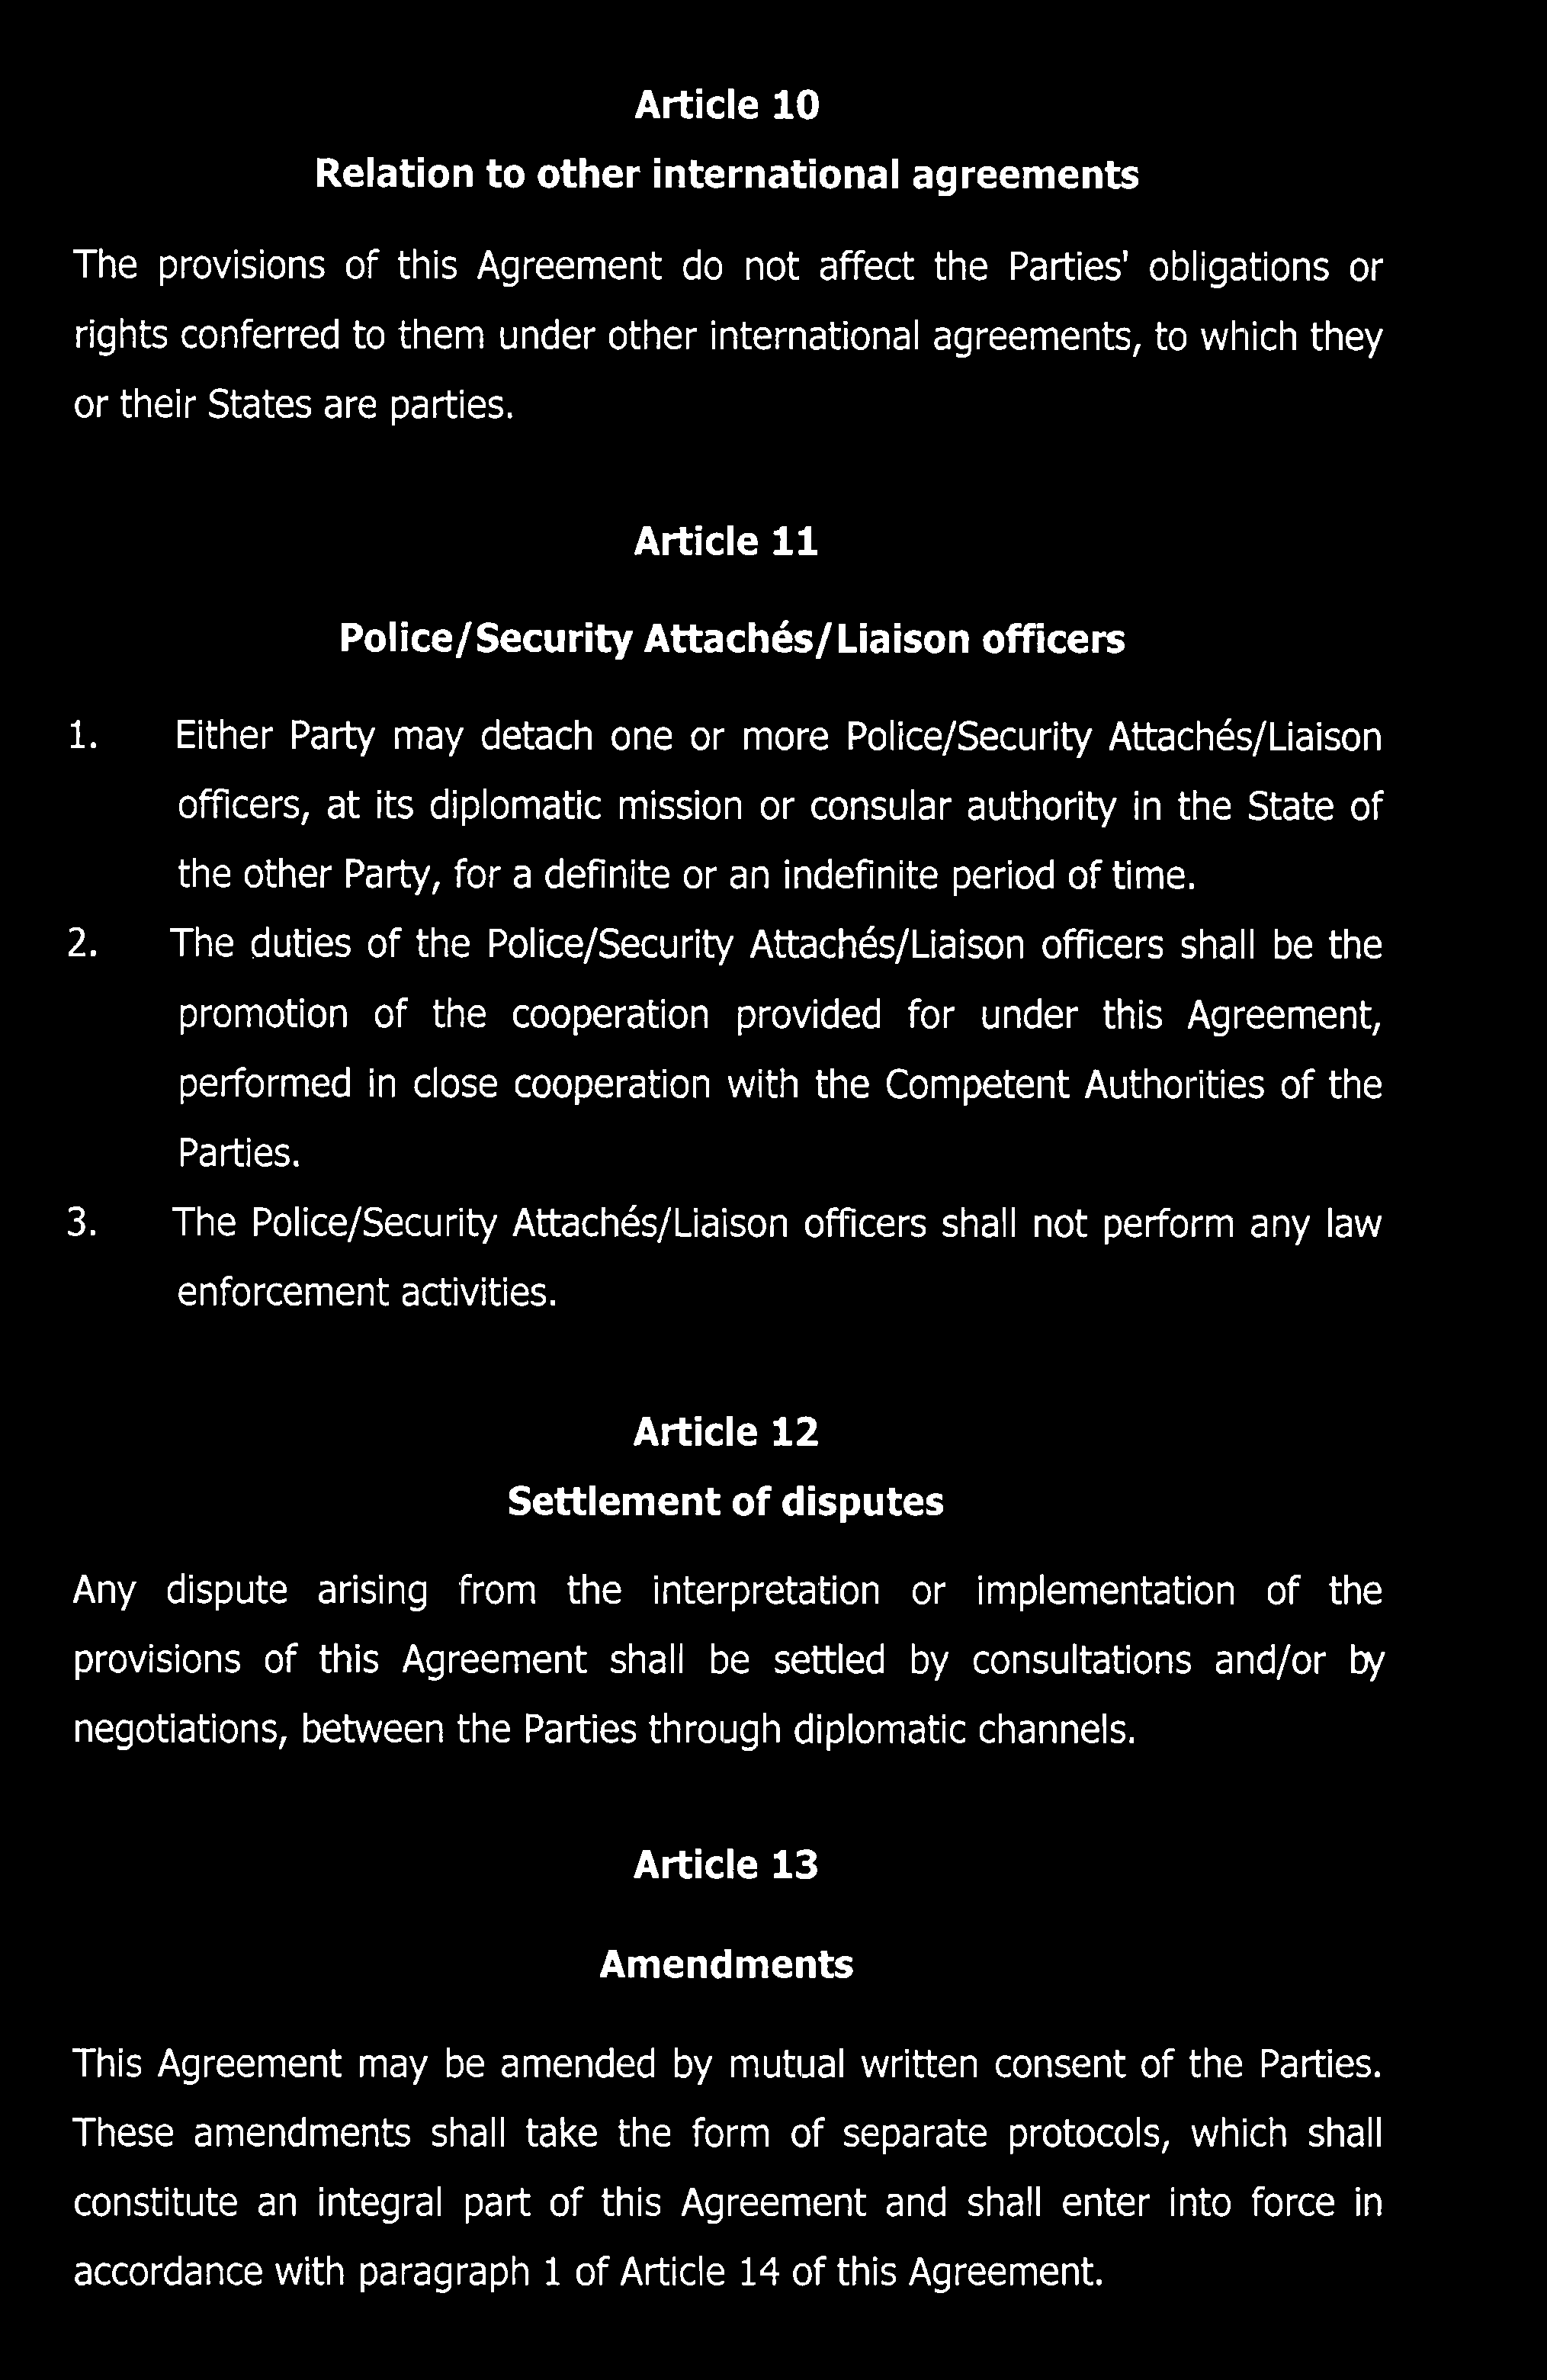 Article 10
Relation to other international agreements
The provisions of this Agreement do not affect the Parties' obligations or
rights conferred to them under other international agreements, to which they
or their States are parties.
Article 11
Police/Security Attachés/Liaison officers
1. Either Party may detach one or more Police/Security Attachés/Liaison
officers, at its diplomatic mission or consular authority in the State of
the other Party, for a definite or an indefinite period of time.
2. The duties of the Police/Security Attachés/Liaison officers shall be the
promotion of the cooperation provided for under this Agreement,
performed in close cooperation with the Competent Authorities of the
Parties.
3. The Police/Security Attachés/Liaison officers shall not perform any law
enforcement activities.
Article 12
Settlement of disputes
Any dispute arising from the interpretation or implementation of the
provisions of this Agreement shall be settled by consultations and/or by
negotiations, between the Parties through diplomatic channels.
Article 13
Amendments
This Agreement may be amended by mutual written consent of the Parties.
These amendments shall take the form of separate protocols, which shall
constitute an integral part of this Agreement and shall enter into force in
accordance with paragraph 1 of Article 14 of this Agreement.